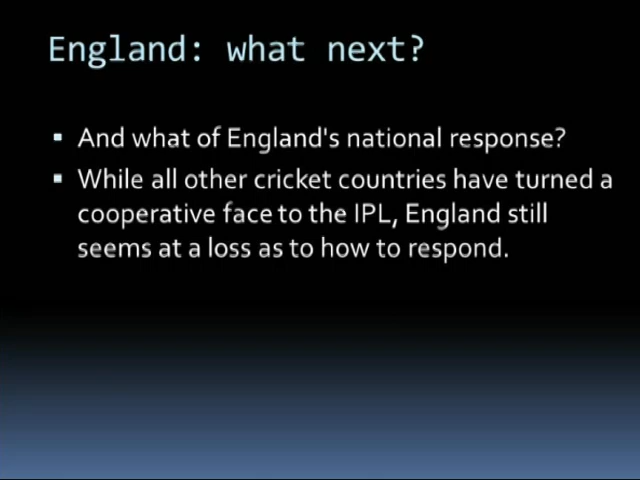 England: what next?
And what of England's national response?
While all other cricket countries have turned a
cooperative face to the IPL, England still
seems at a loss as to how to respond.